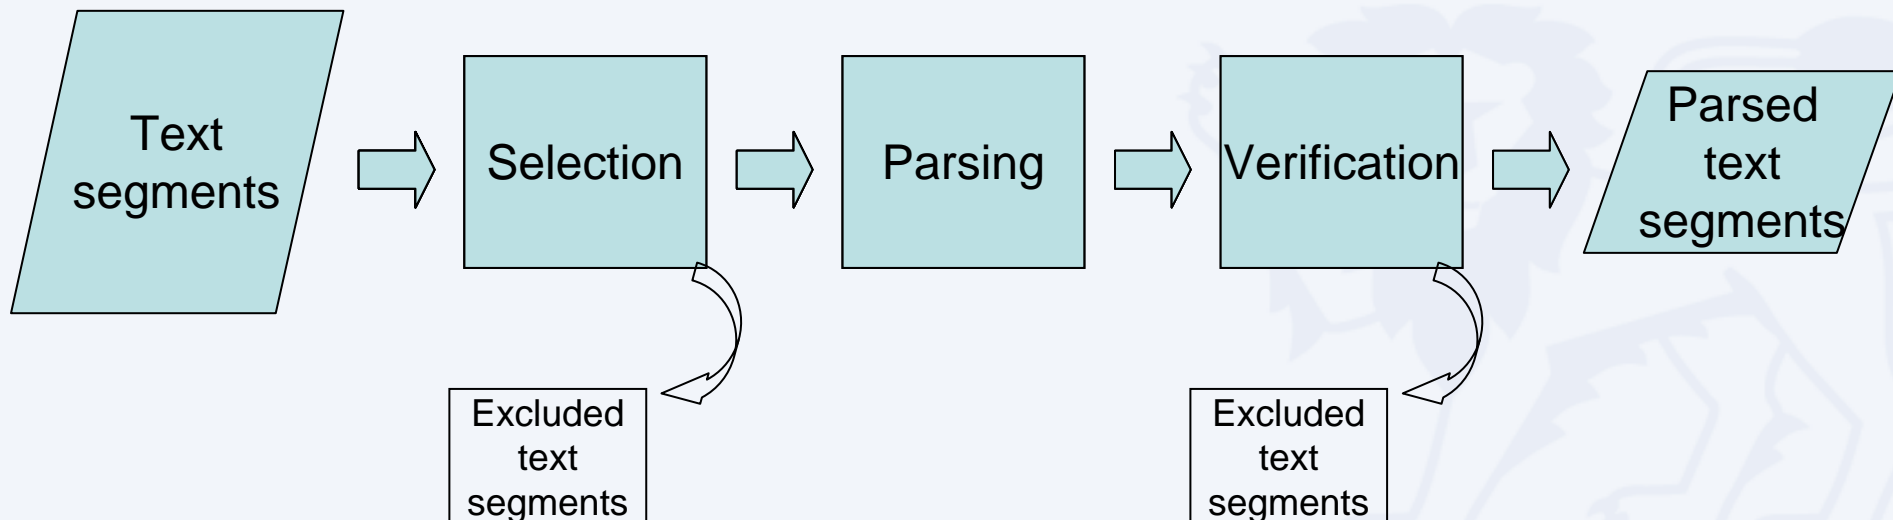 Text
segments
Selection
Parsing
Verification
Parsed
text
segments
Excluded
text
segments
Excluded
text
segments